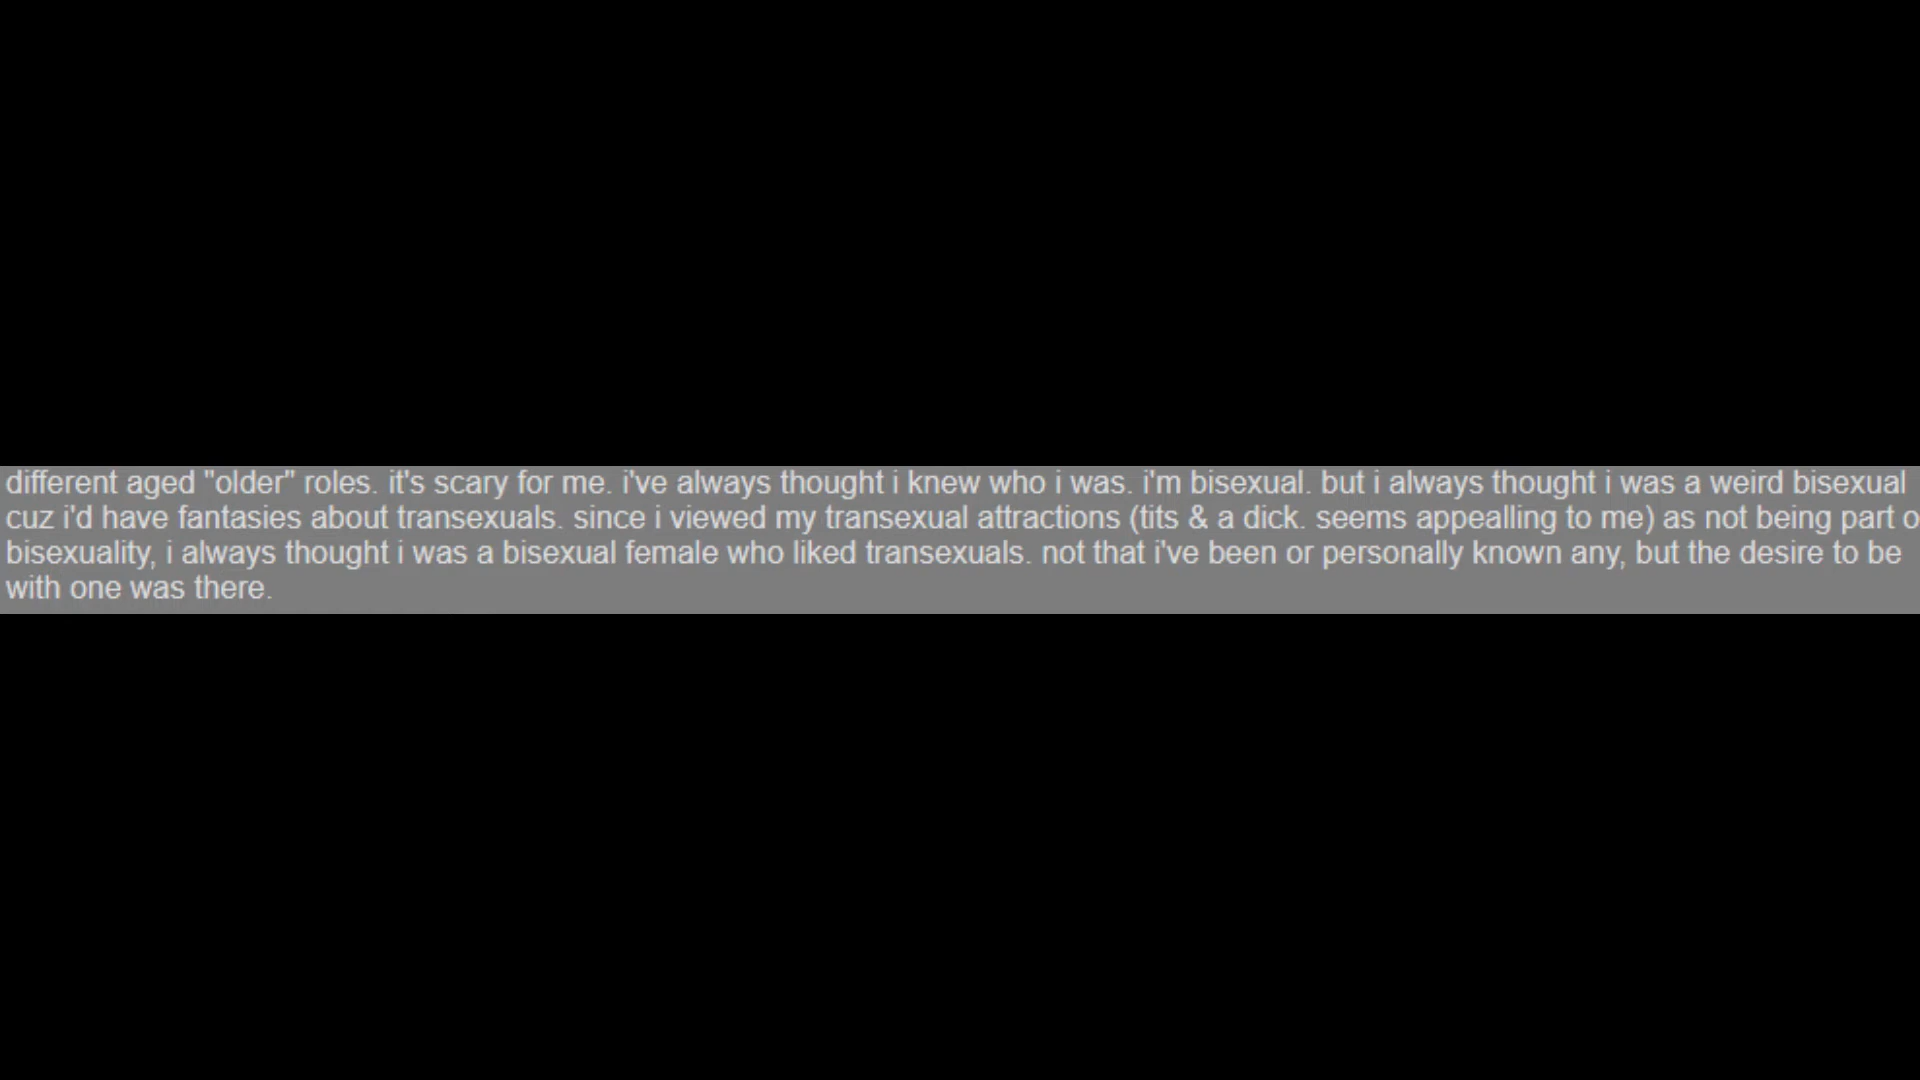 different aged "older" roles. it's scary for me. i've always thought i knew who i was. i'm bisexual. but i always thought i was a weird bisexual
cuz i'd have fantasies about transexuals. since i viewed my transexual attractions (tits & a dick. seems appealling to me) as not being part o
bisexuality, i always thought i was a bisexual female who liked transexuals. not that i've been or personally known any, but the desire to be
with one was there.